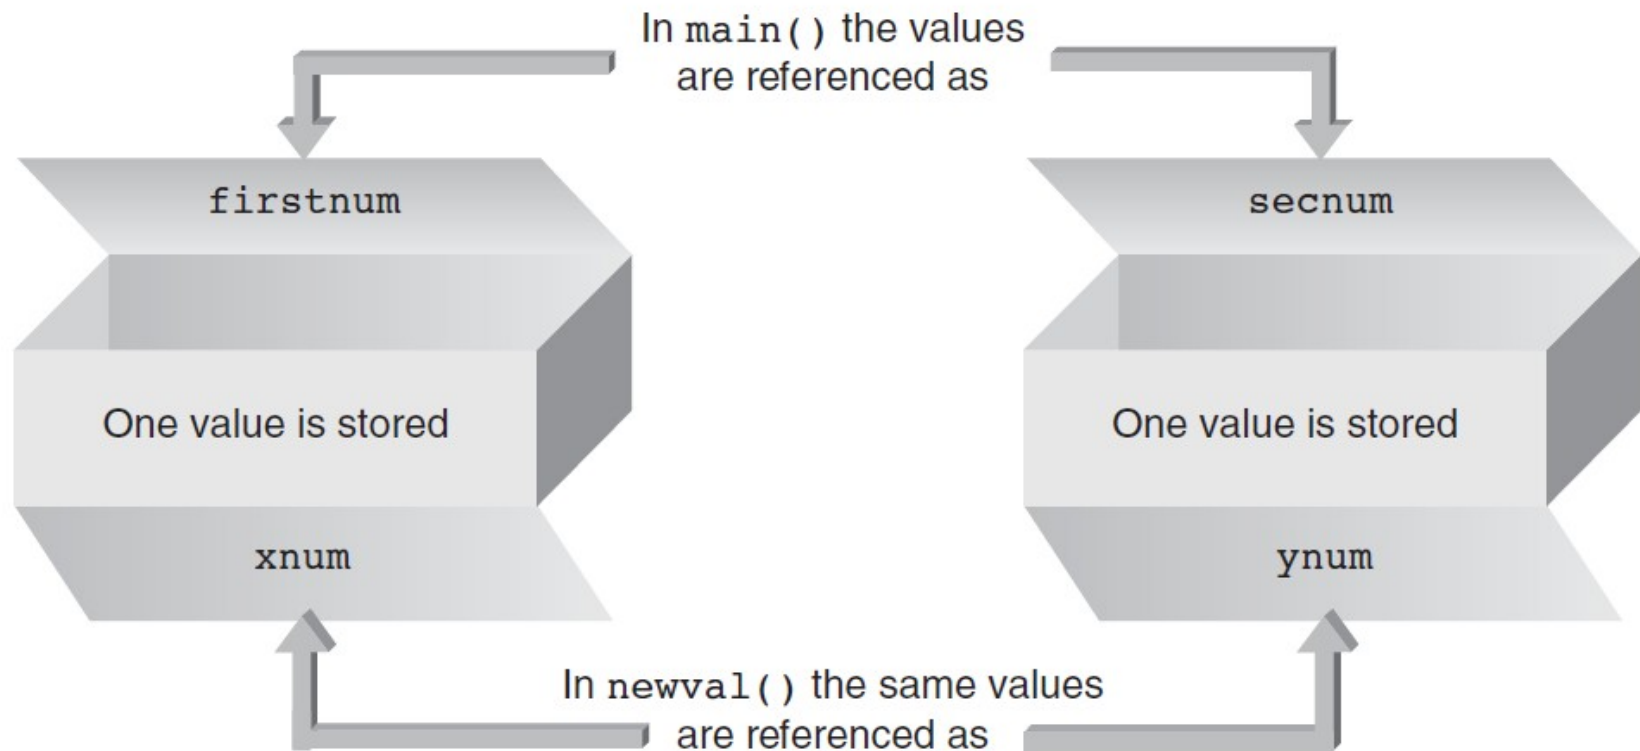 In main() the values
are referenced as
firstnum
secnum
One value is stored
One value is stored
xnum
ynum
In newval() the same values
are referenced as